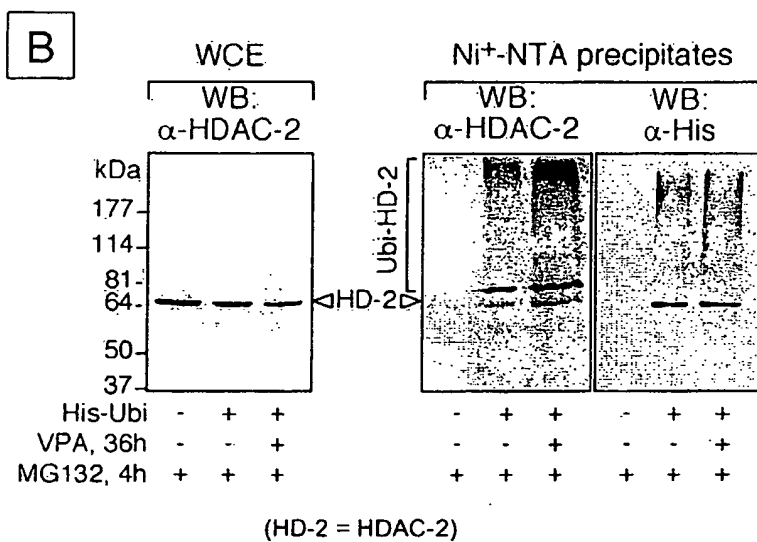 B
WCE
Ni+-NTA precipitates
WB:
α-HDAC-2
WB:
α-HDAC-2
WB:
α-His
kDa
177
114
81
64
50
37
Ubi-HD-2
HD-2
His-Ubi - + + - + + - + +
VPA, 36h - - + - - + - - +
MG132, 4h + + + + + + + + +
(HD-2 = HDAC-2)